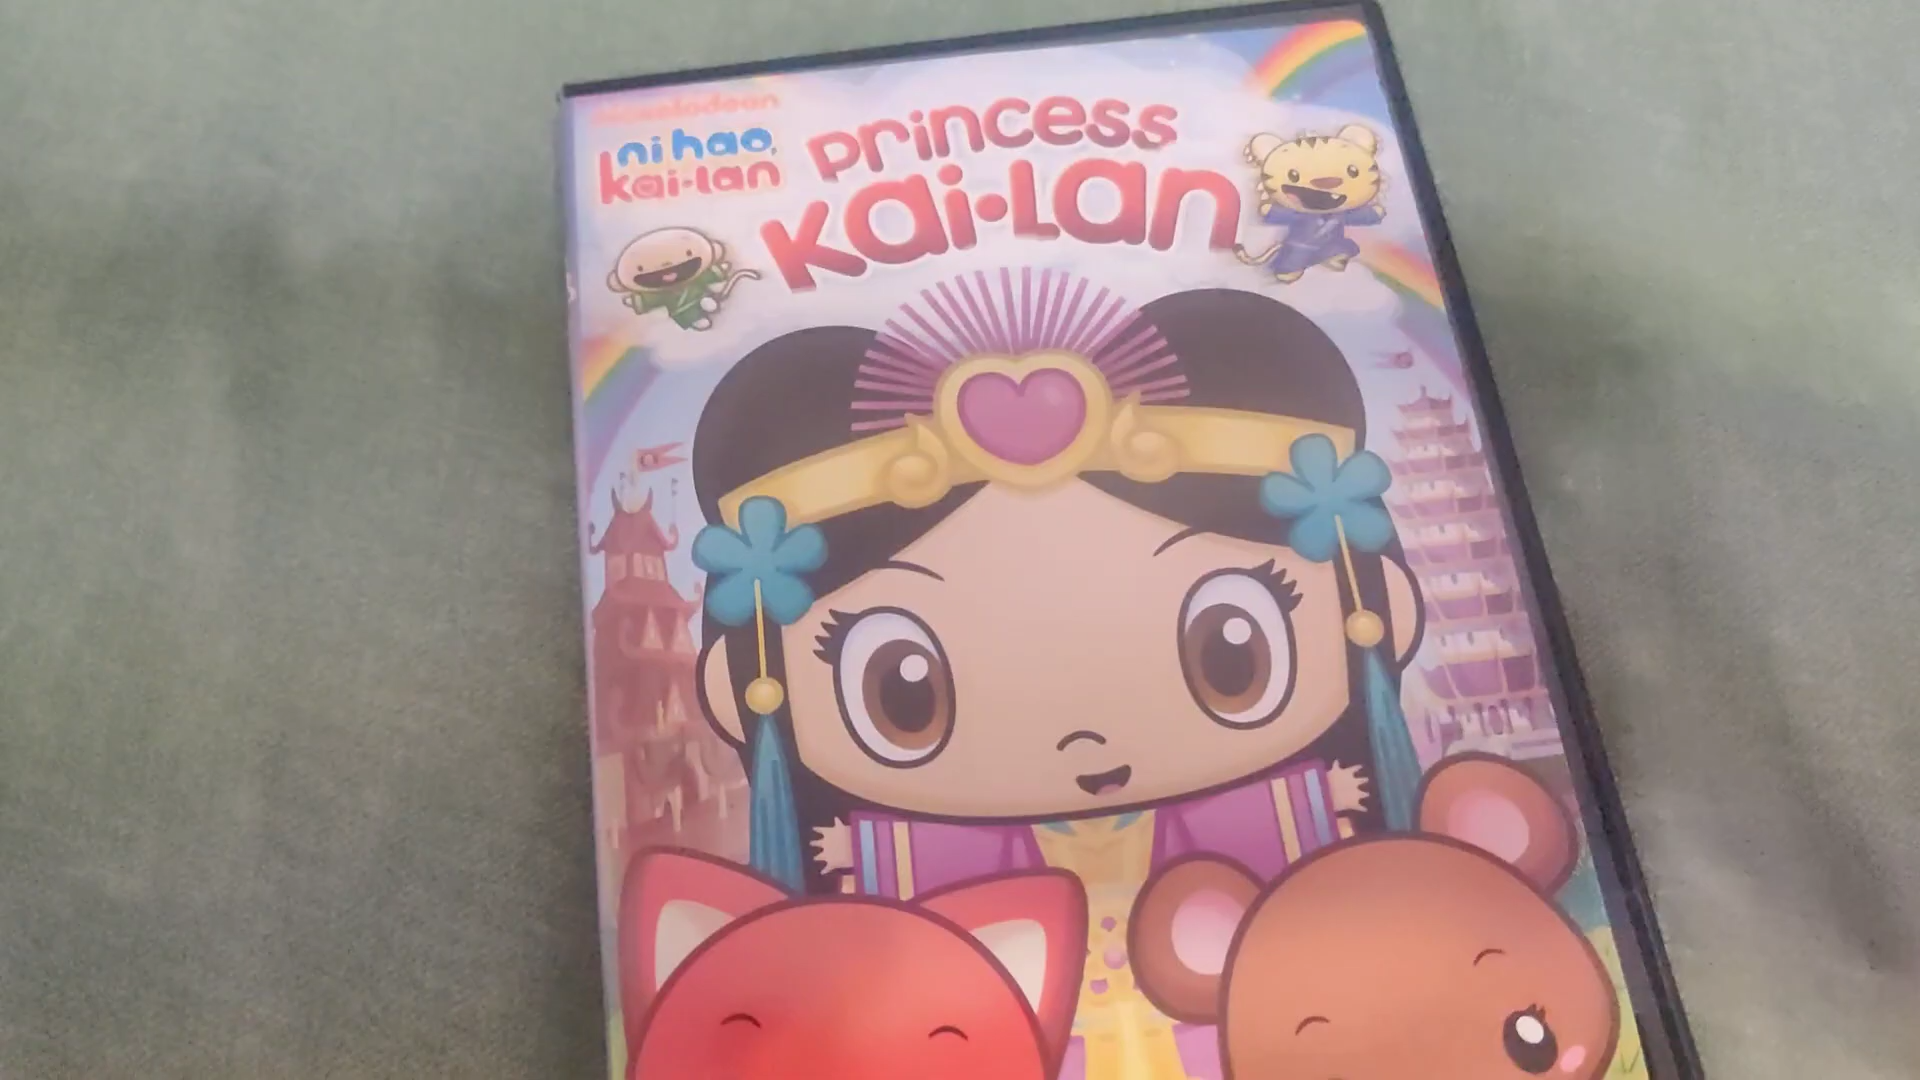 nickelodeon
ni hao,
kai-lan
princess
kai•lan